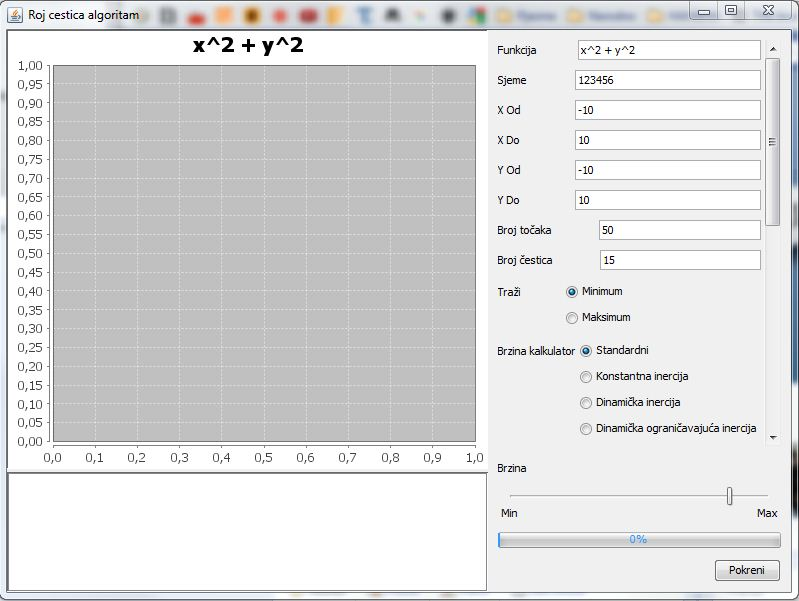 Roj cestica algoritam
x^2 + y^2
1,00
0,95
0,90
0,85
0,80
0,75
0,70
0,65
0,60
0,55
0,50
0,45
0,40
0,35
0,30
0,25
0,20
0,15
0,10
0,05
0,00
0,0 0,1 0,2 0,3 0,4 0,5 0,6 0,7 0,8 0,9 1,0
Funkcija x^2 + y^2
Sjeme 123456
X Od -10
X Do 10
Y Od -10
Y Do 10
Broj točaka 50
Broj čestica 15
Traži Minimum
Maksimum
Brzina kalkulator Standardni
Konstantna inercija
Dinamička inercija
Dinamička ograničavajuća inercija
Brzina
Min Max
0%
Pokreni